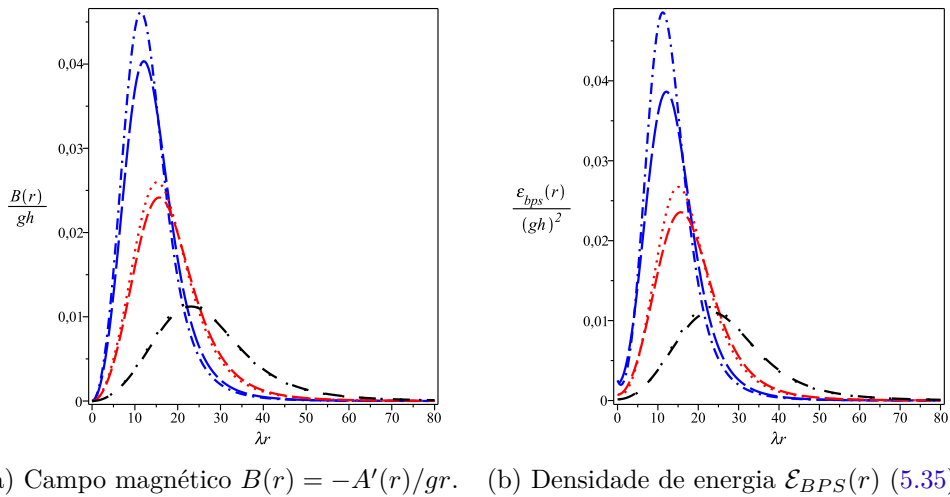 0,04
0,03
B(r)
gh
0,02
0,01
0
0 10 20 30 40 50 60 70 80
λr
0,04
0,03
ε_bps(r)
(gh)^2
0,02
0,01
0
0 10 20 30 40 50 60 70 80
λr
) Campo magnético B(r) = −A′(r)/gr.
(b) Densidade de energia ℰ_BPS(r) (5.35)